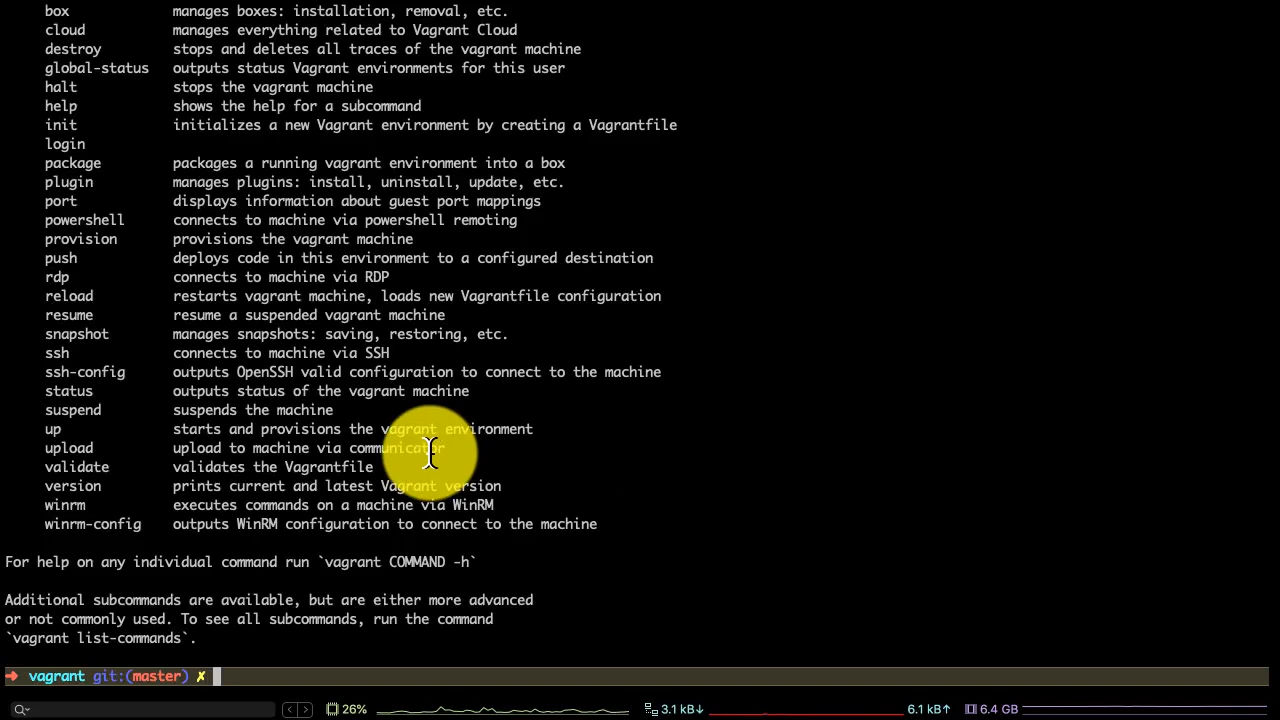 box             manages boxes: installation, removal, etc.
cloud           manages everything related to Vagrant Cloud
destroy         stops and deletes all traces of the vagrant machine
global-status   outputs status Vagrant environments for this user
halt            stops the vagrant machine
help            shows the help for a subcommand
init            initializes a new Vagrant environment by creating a Vagrantfile
login
package         packages a running vagrant environment into a box
plugin          manages plugins: install, uninstall, update, etc.
port            displays information about guest port mappings
powershell      connects to machine via powershell remoting
provision       provisions the vagrant machine
push            deploys code in this environment to a configured destination
rdp             connects to machine via RDP
reload          restarts vagrant machine, loads new Vagrantfile configuration
resume          resume a suspended vagrant machine
snapshot        manages snapshots: saving, restoring, etc.
ssh             connects to machine via SSH
ssh-config      outputs OpenSSH valid configuration to connect to the machine
status          outputs status of the vagrant machine
suspend         suspends the machine
up              starts and provisions the vagrant environment
upload          upload to machine via communicator
validate        validates the Vagrantfile
version         prints current and latest Vagrant version
winrm           executes commands on a machine via WinRM
winrm-config    outputs WinRM configuration to connect to the machine
For help on any individual command run `vagrant COMMAND -h`
Additional subcommands are available, but are either more advanced
or not commonly used. To see all subcommands, run the command
`vagrant list-commands`.
➜ vagrant git:(master) ✗
26% 3.1 kB↓ 6.1 kB↑ 6.4 GB